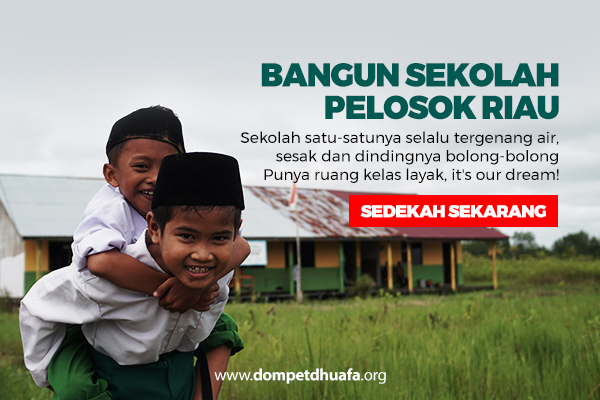 BANGUN SEKOLAH
PELOSOK RIAU
Sekolah satu-satunya selalu tergenang air,
sesak dan dindingnya bolong-bolong
Punya ruang kelas layak, it's our dream!
SEDEKAH SEKARANG
www.dompetdhuafa.org